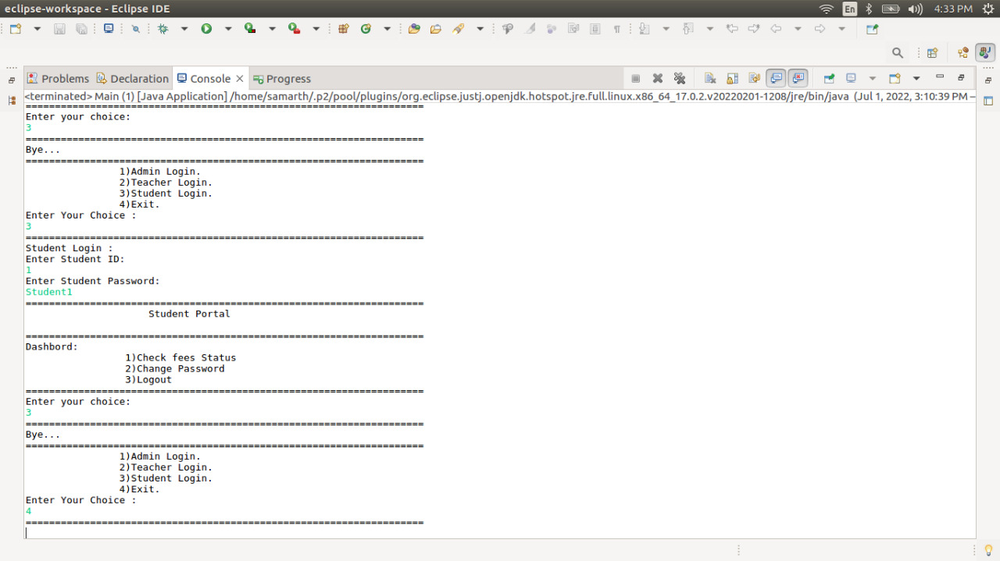 eclipse-workspace - Eclipse IDE
En
4:33 PM
Problems
Declaration
Console
Progress
<terminated> Main (1) [Java Application] /home/samarth/.p2/pool/plugins/org.eclipse.justj.openjdk.hotspot.jre.full.linux.x86_64_17.0.2.v20220201-1208/jre/bin/java (Jul 1, 2022, 3:10:39 PM –
====================================================================
Enter your choice:
3
====================================================================
Bye...
====================================================================
1)Admin Login.
2)Teacher Login.
3)Student Login.
4)Exit.
Enter Your Choice :
3
====================================================================
Student Login :
Enter Student ID:
1
Enter Student Password:
Student1
====================================================================
Student Portal
====================================================================
Dashbord:
1)Check fees Status
2)Change Password
3)Logout
====================================================================
Enter your choice:
3
====================================================================
Bye...
====================================================================
1)Admin Login.
2)Teacher Login.
3)Student Login.
4)Exit.
Enter Your Choice :
4
====================================================================